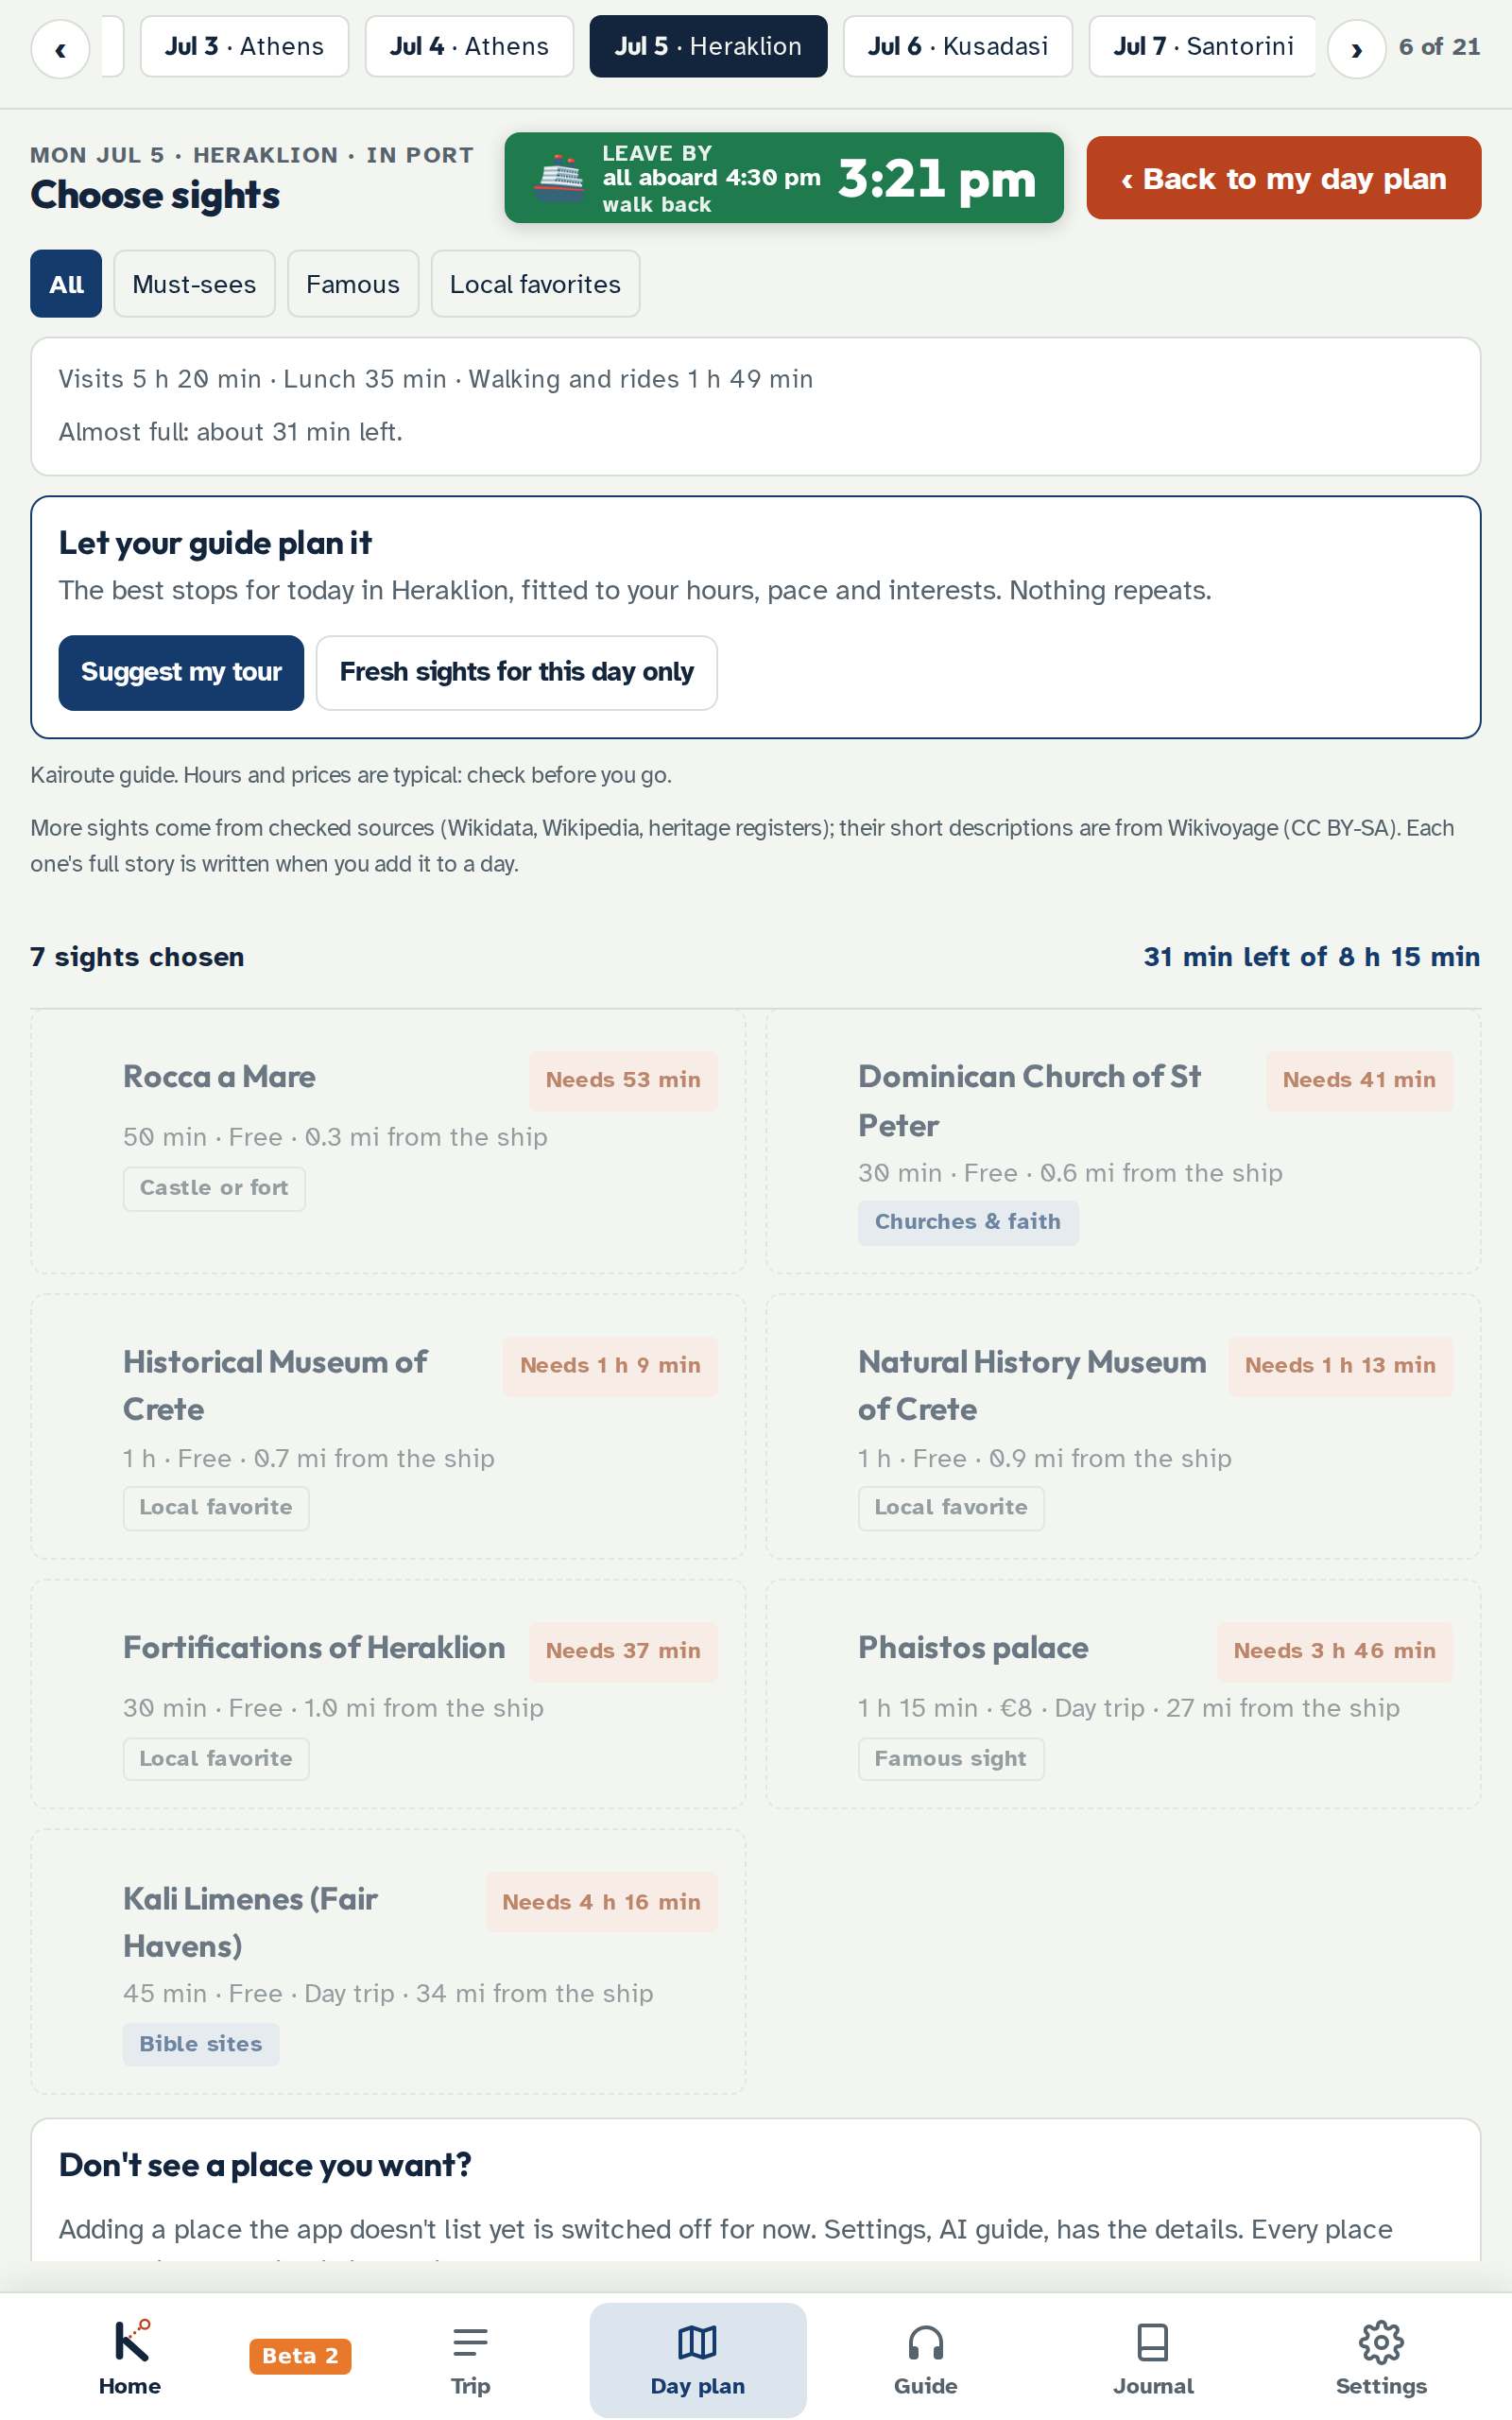 ‹
Jul 3 · Athens
Jul 4 · Athens
Jul 5 · Heraklion
Jul 6 · Kusadasi
Jul 7 · Santorini
›
6 of 21
MON JUL 5 · HERAKLION · IN PORT
Choose sights
LEAVE BY
all aboard 4:30 pm
walk back
3:21 pm
‹ Back to my day plan
All
Must-sees
Famous
Local favorites
Visits 5 h 20 min · Lunch 35 min · Walking and rides 1 h 49 min
Almost full: about 31 min left.
Let your guide plan it
The best stops for today in Heraklion, fitted to your hours, pace and interests. Nothing repeats.
Suggest my tour
Fresh sights for this day only
Kairoute guide. Hours and prices are typical: check before you go.
More sights come from checked sources (Wikidata, Wikipedia, heritage registers); their short descriptions are from Wikivoyage (CC BY-SA). Each
one's full story is written when you add it to a day.
7 sights chosen
31 min left of 8 h 15 min
Rocca a Mare
Needs 53 min
50 min · Free · 0.3 mi from the ship
Castle or fort
Dominican Church of St
Peter
Needs 41 min
30 min · Free · 0.6 mi from the ship
Churches & faith
Historical Museum of
Crete
Needs 1 h 9 min
1 h · Free · 0.7 mi from the ship
Local favorite
Natural History Museum
of Crete
Needs 1 h 13 min
1 h · Free · 0.9 mi from the ship
Local favorite
Fortifications of Heraklion
Needs 37 min
30 min · Free · 1.0 mi from the ship
Local favorite
Phaistos palace
Needs 3 h 46 min
1 h 15 min · €8 · Day trip · 27 mi from the ship
Famous sight
Kali Limenes (Fair
Havens)
Needs 4 h 16 min
45 min · Free · Day trip · 34 mi from the ship
Bible sites
Don't see a place you want?
Adding a place the app doesn't list yet is switched off for now. Settings, AI guide, has the details. Every place
Home
Beta 2
Trip
Day plan
Guide
Journal
Settings